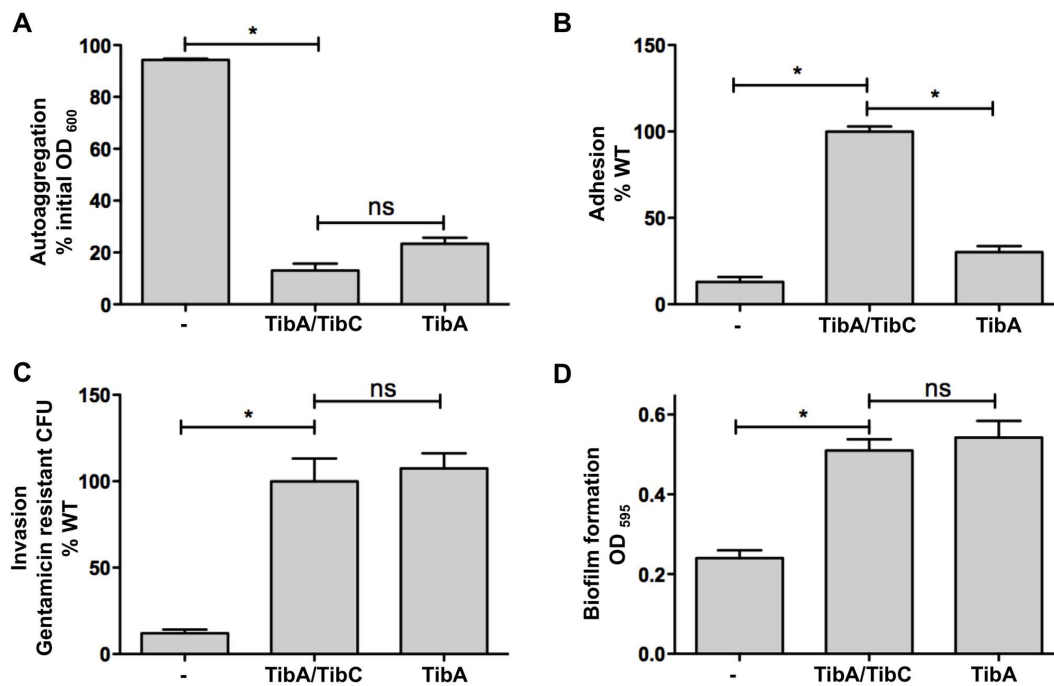 A
Autoaggregation
% initial OD 600
100
80
60
40
20
0
*
ns
- TibA/TibC TibA
B
Adhesion
% WT
150
100
50
0
*
*
- TibA/TibC TibA
C
Invasion
Gentamicin resistant CFU
% WT
150
100
50
0
*
ns
- TibA/TibC TibA
D
Biofilm formation
OD 595
0.6
0.4
0.2
0.0
*
ns
- TibA/TibC TibA